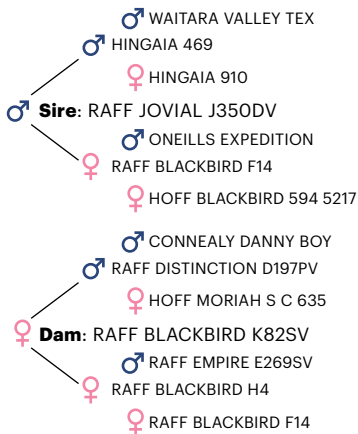 WAITARA VALLEY TEX
HINGAIA 469
HINGAIA 910
Sire: RAFF JOVIAL J350DV
ONEILLS EXPEDITION
RAFF BLACKBIRD F14
HOFF BLACKBIRD 594 5217
CONNEALY DANNY BOY
RAFF DISTINCTION D197PV
HOFF MORIAH S C 635
Dam: RAFF BLACKBIRD K82SV
RAFF EMPIRE E269SV
RAFF BLACKBIRD H4
RAFF BLACKBIRD F14